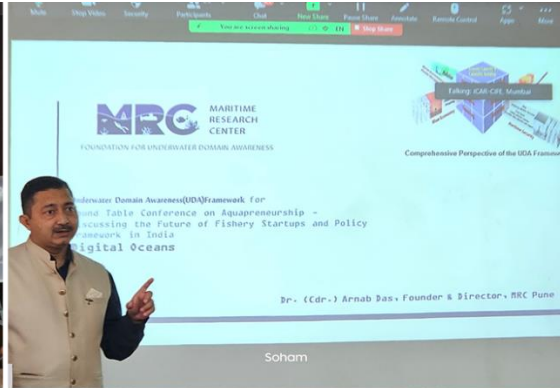 Mute
Stop Video
Security
Participants
Chat
New Share
Pause Share
Annotate
Remote Control
Apps
More
You are screen sharing
EN
Stop Share
MRC
MARITIME
RESEARCH
CENTER
FOUNDATION FOR UNDERWATER DOMAIN AWARENESS
Talking: ICAR-CIFE, Mumbai
Comprehensive Perspective of the UDA Framew
nderwater Domain Awareness(UDA)Framework for
ound Table Conference on Aquapreneurship –
scussing the Future of Fishery Startups and Policy
ramework in India
igital Oceans
Dr. (Cdr.) Arnab Das, Founder & Director, MRC Pune
Soham